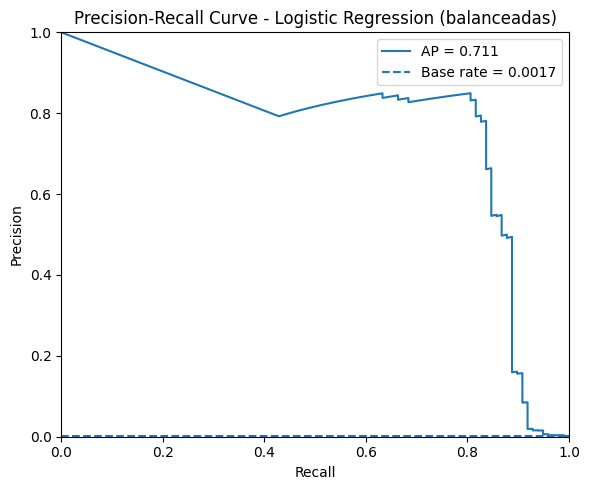 Precision-Recall Curve - Logistic Regression (balanceadas)
AP = 0.711
Base rate = 0.0017
Precision
1.0
0.8
0.6
0.4
0.2
0.0
0.0 0.2 0.4 0.6 0.8 1.0
Recall